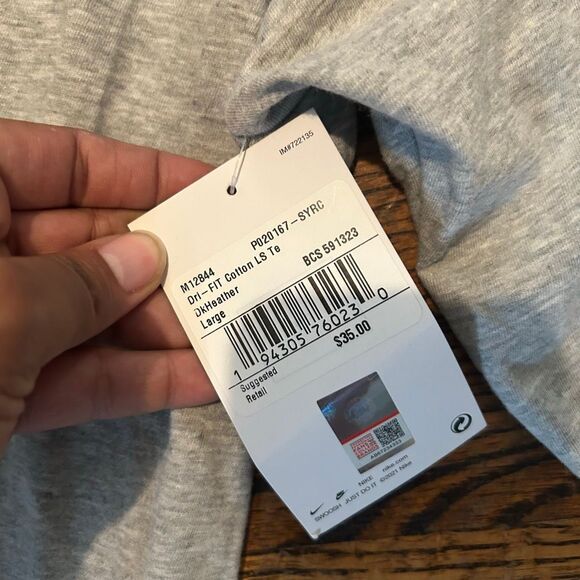 IM#722135
M12844 P020167-SYRC
Dri-FIT Cotton LS Te
DkHeather BCS 591323
Large
1 94305 76023 0
Suggested Retail $35.00
NIKE nike.com
SWOOSH JUST DO IT ©2021 Nike